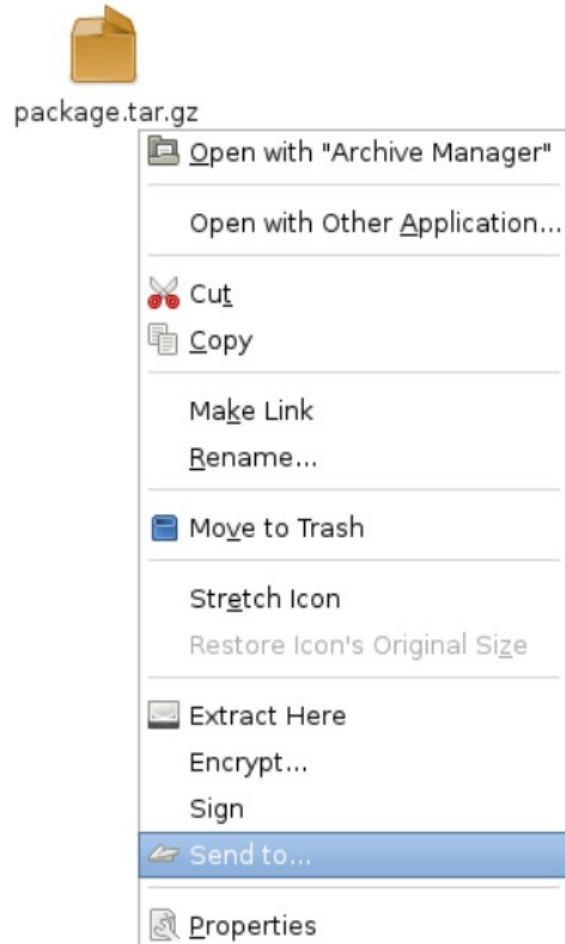 package.tar.gz
Open with "Archive Manager"
Open with Other Application...
Cut
Copy
Make Link
Rename...
Move to Trash
Stretch Icon
Restore Icon's Original Size
Extract Here
Encrypt...
Sign
Send to...
Properties